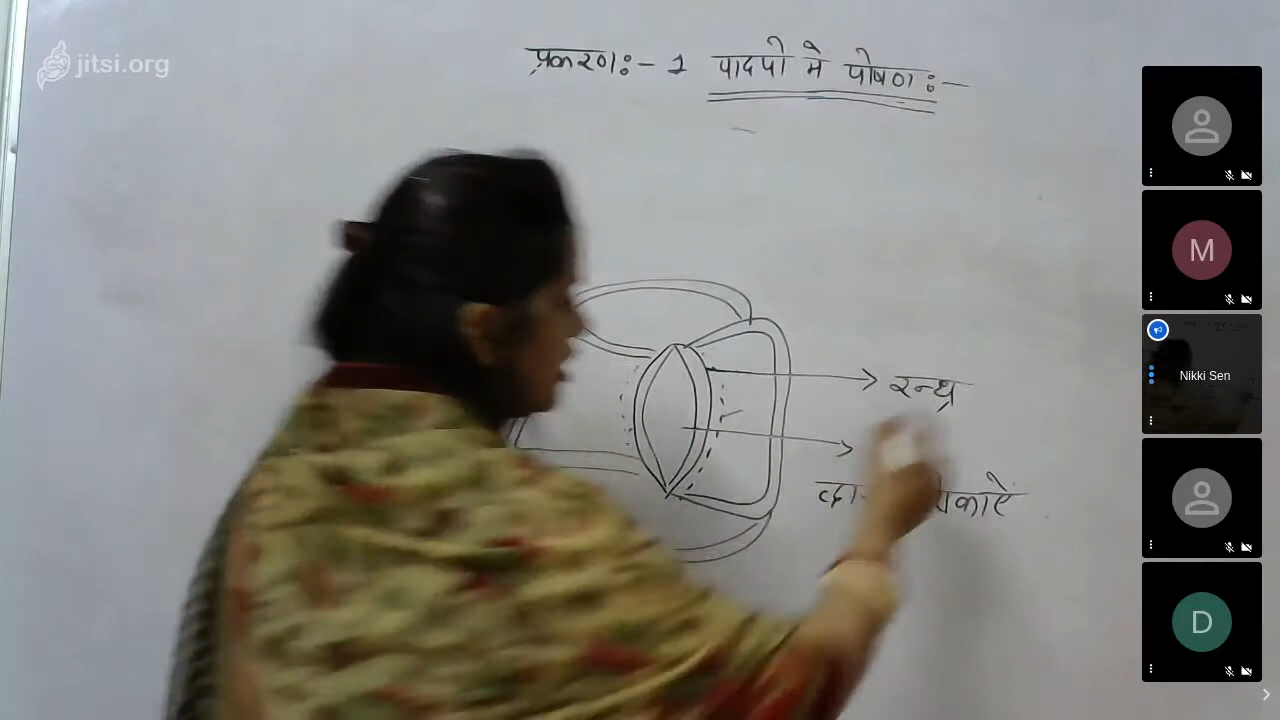 jitsi.org
प्रकरण:- 1 पादपो मे पोषण:-
M
रन्ध्र
Nikki Sen
D